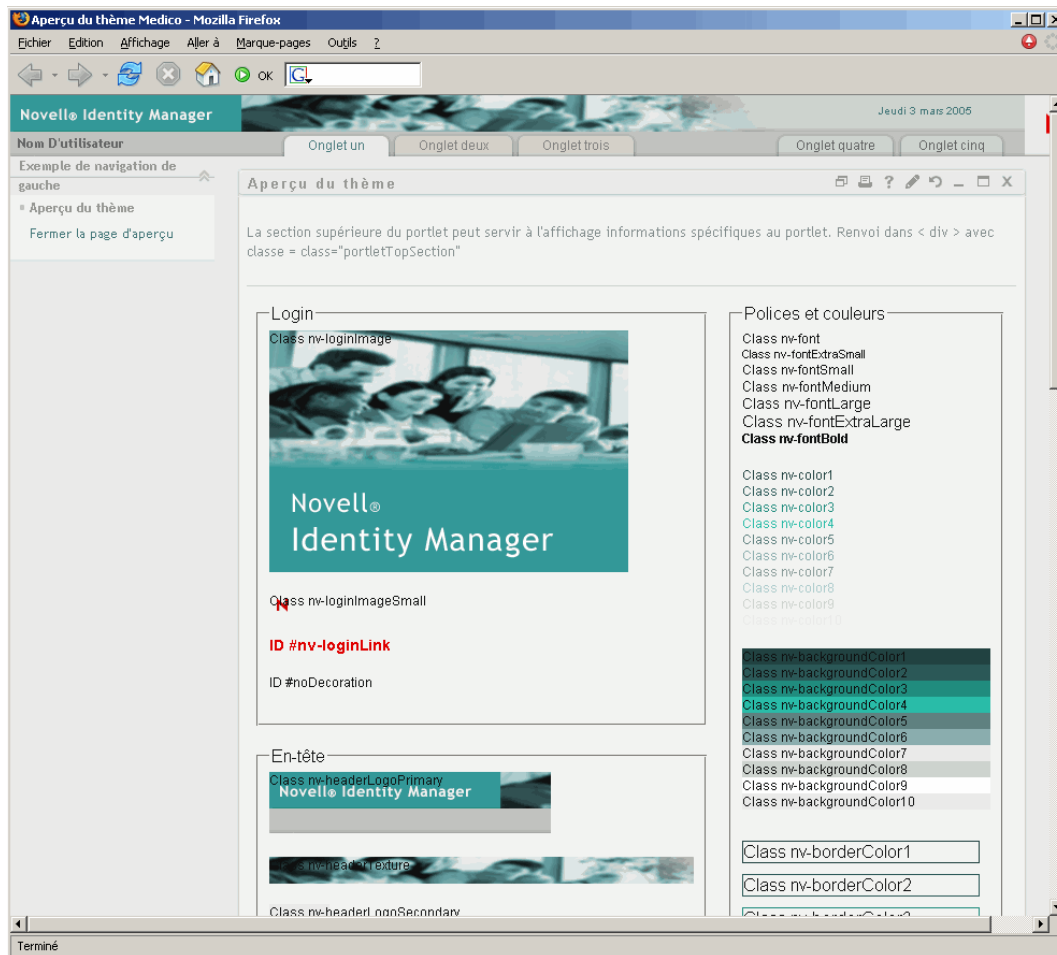 Aperçu du thème Medico - Mozilla Firefox
Fichier Edition Affichage Aller à Marque-pages Outils ?
OK
Novell® Identity Manager
Jeudi 3 mars 2005
Nom D'utilisateur
Onglet un
Onglet deux
Onglet trois
Onglet quatre
Onglet cinq
Exemple de navigation de
gauche
Aperçu du thème
Fermer la page d'aperçu
Aperçu du thème
La section supérieure du portlet peut servir à l'affichage informations spécifiques au portlet. Renvoi dans < div > avec
classe = class="portletTopSection"
Login
Class nv-loginImage
Novell®
Identity Manager
Class nv-loginImageSmall
ID #nv-loginLink
ID #noDecoration
En-tête
Class nv-headerLogoPrimary
Novell® Identity Manager
Class nv-headerTexture
Class nv-headerLogoSecondary
Polices et couleurs
Class nv-font
Class nv-fontExtraSmall
Class nv-fontSmall
Class nv-fontMedium
Class nv-fontLarge
Class nv-fontExtraLarge
Class nv-fontBold
Class nv-color1
Class nv-color2
Class nv-color3
Class nv-color4
Class nv-color5
Class nv-color6
Class nv-color7
Class nv-color8
Class nv-color9
Class nv-color10
Class nv-backgroundColor1
Class nv-backgroundColor2
Class nv-backgroundColor3
Class nv-backgroundColor4
Class nv-backgroundColor5
Class nv-backgroundColor6
Class nv-backgroundColor7
Class nv-backgroundColor8
Class nv-backgroundColor9
Class nv-backgroundColor10
Class nv-borderColor1
Class nv-borderColor2
Class nv-borderColor3
Terminé